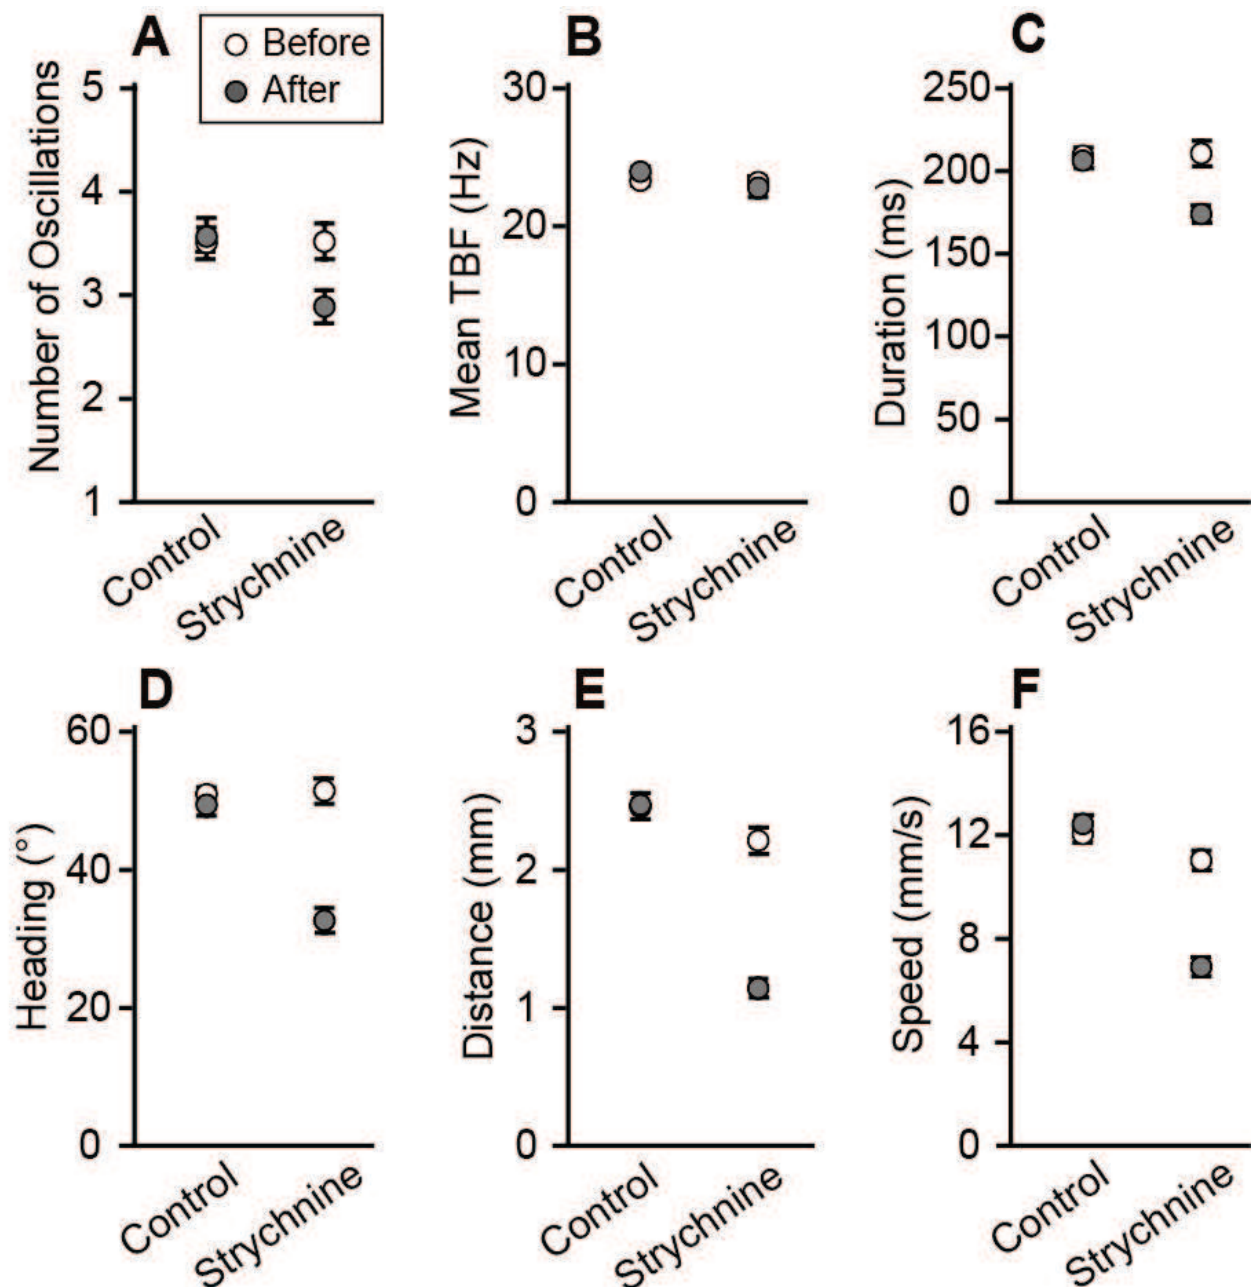 A
Before
After
Number of Oscillations
5
4
3
2
1
Control
Strychnine
B
Mean TBF (Hz)
30
20
10
0
Control
Strychnine
C
Duration (ms)
250
200
150
100
50
0
Control
Strychnine
D
Heading (°)
60
40
20
0
Control
Strychnine
E
Distance (mm)
3
2
1
0
Control
Strychnine
F
Speed (mm/s)
16
12
8
4
0
Control
Strychnine